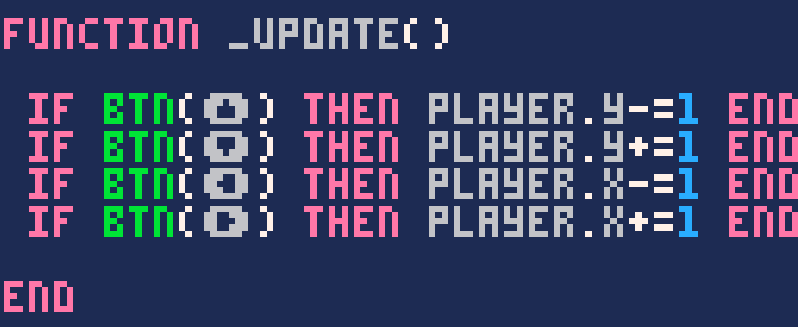 FUNCTION _UPDATE()
IF BTN(⬆️) THEN PLAYER.Y-=1 END
IF BTN(⬇️) THEN PLAYER.Y+=1 END
IF BTN(⬅️) THEN PLAYER.X-=1 END
IF BTN(➡️) THEN PLAYER.X+=1 END
END